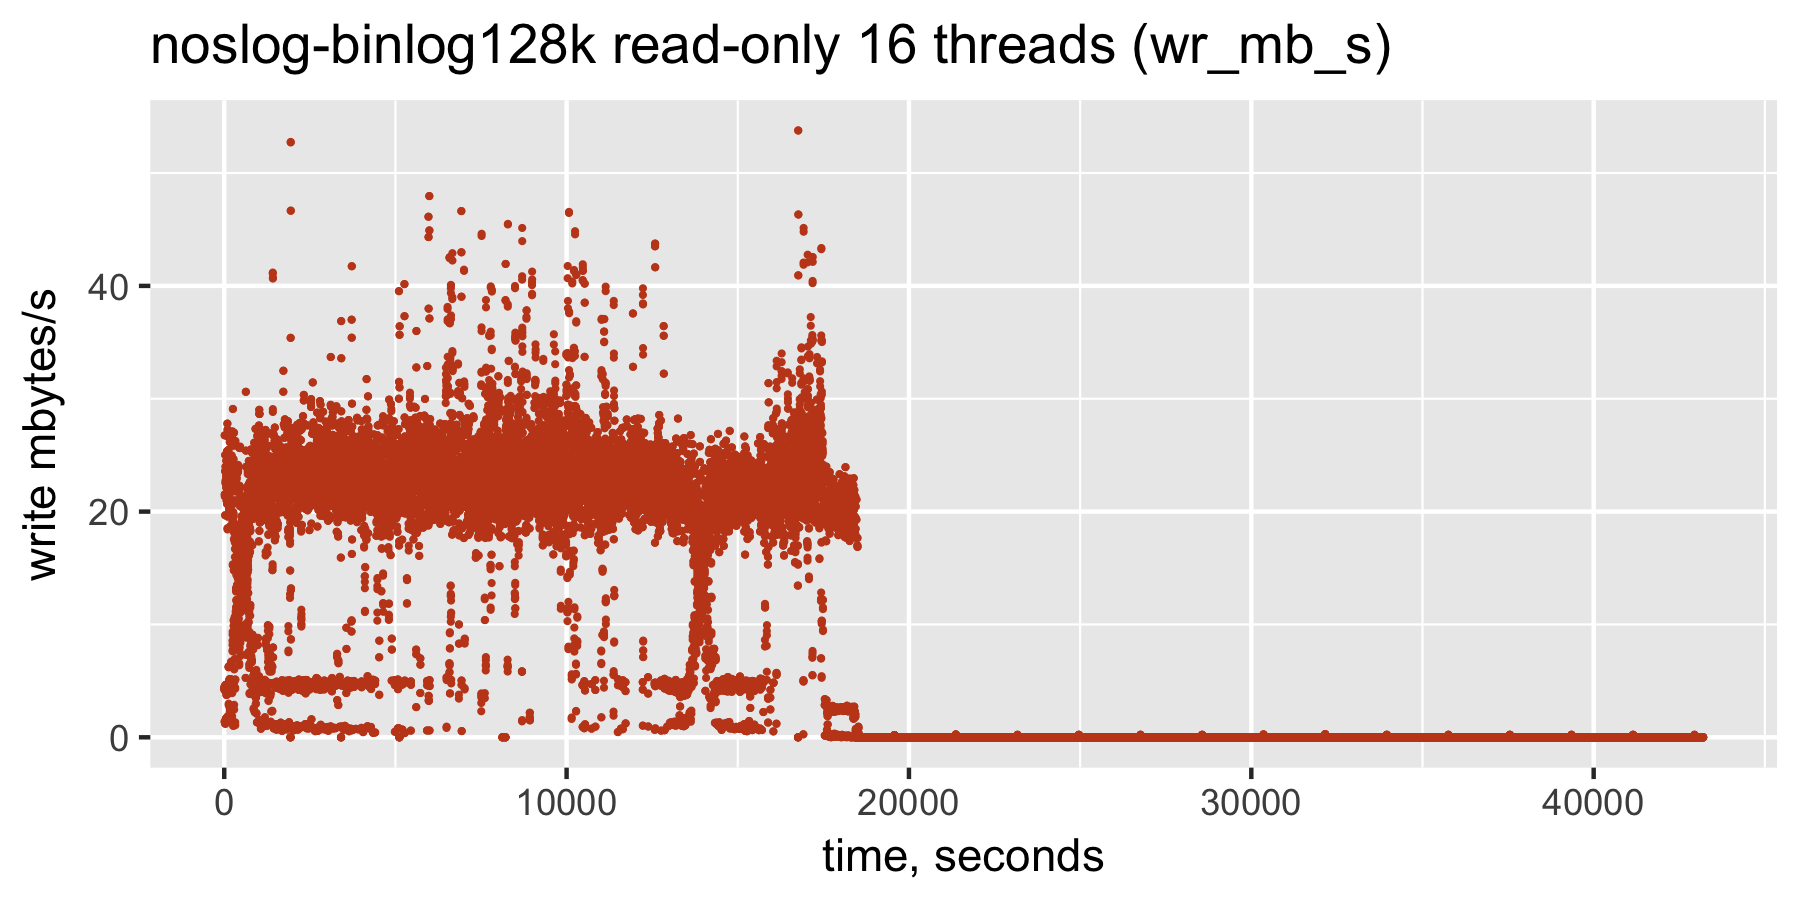 noslog-binlog128k read-only 16 threads (wr_mb_s)
write mbytes/s
40
20
0
0 10000 20000 30000 40000
time, seconds